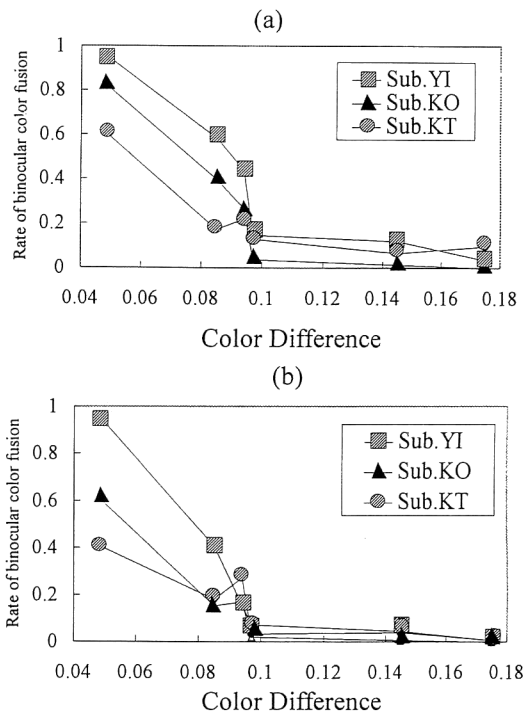 (a)
Rate of binocular color fusion
1
0.8
0.6
0.4
0.2
0
Sub.YI
Sub.KO
Sub.KT
0.04 0.06 0.08 0.1 0.12 0.14 0.16 0.18
Color Difference
(b)
Rate of binocular color fusion
1
0.8
0.6
0.4
0.2
0
Sub.YI
Sub.KO
Sub.KT
0.04 0.06 0.08 0.1 0.12 0.14 0.16 0.18
Color Difference